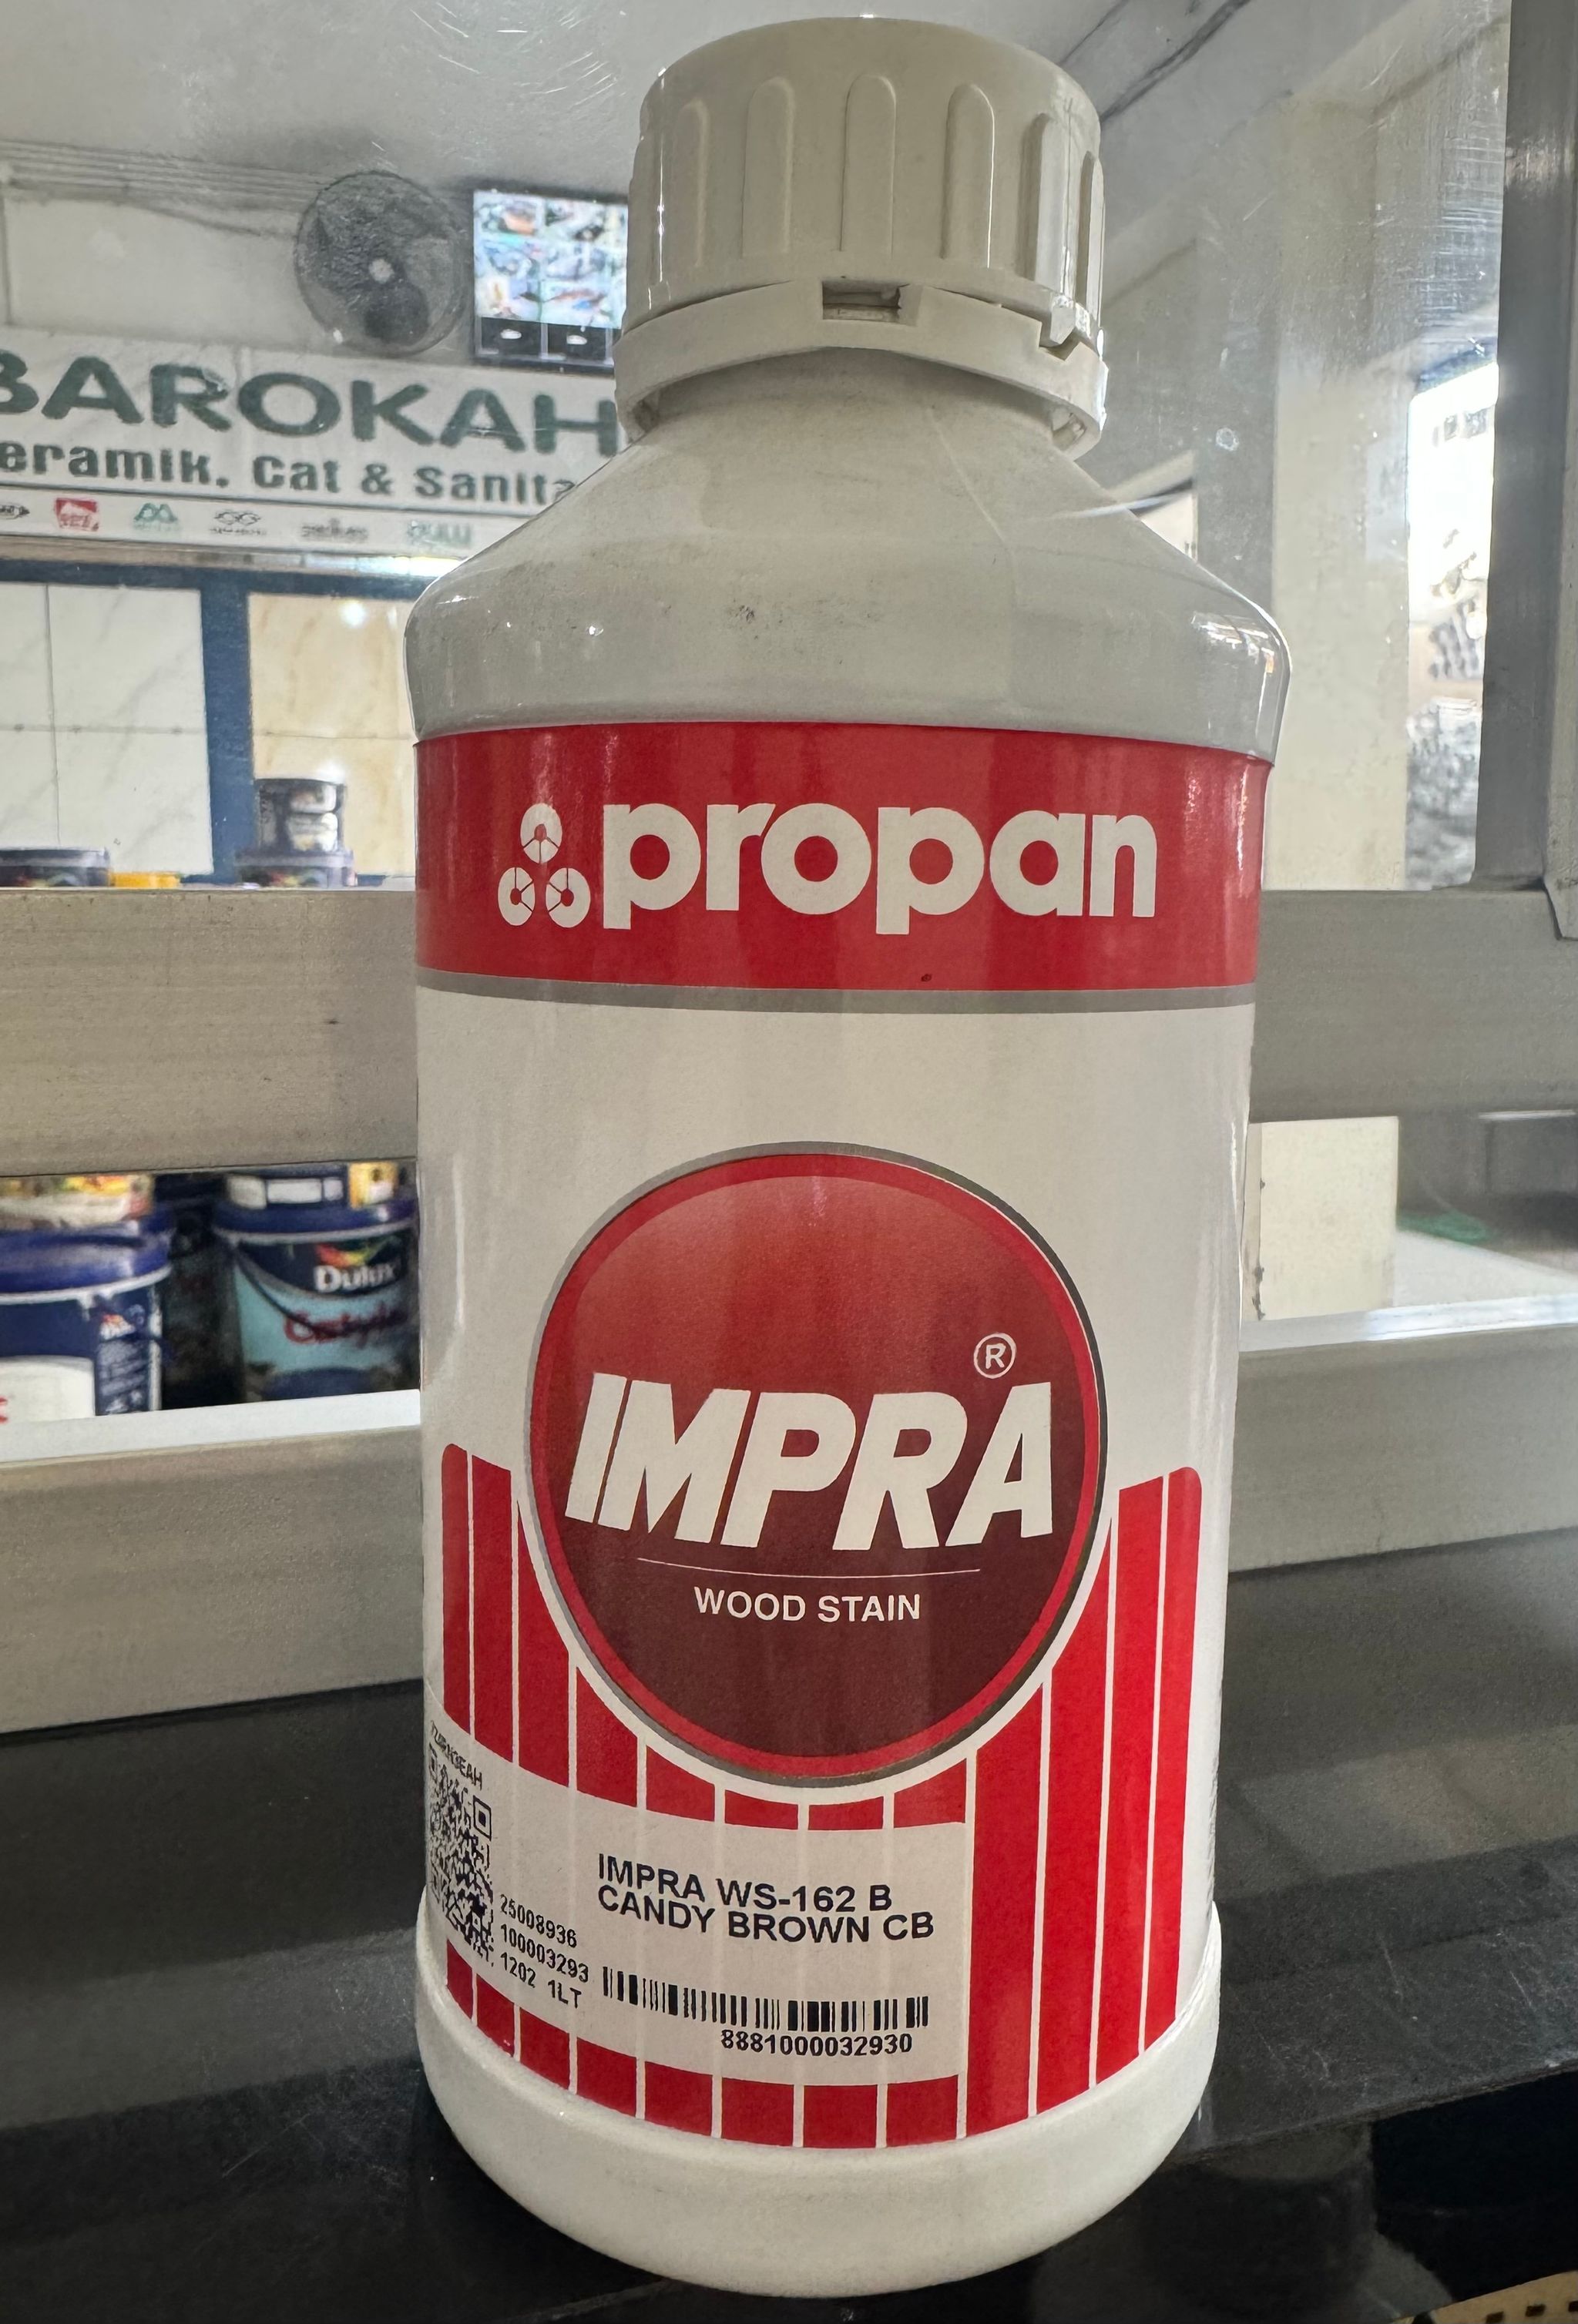 BAROKAH
eramik. Cat & Sanita
propan
Dulux
IMPRA®
WOOD STAIN
IMPRA WS-162 B
CANDY BROWN CB
25008936
100003293
1202 1LT
8881000032930